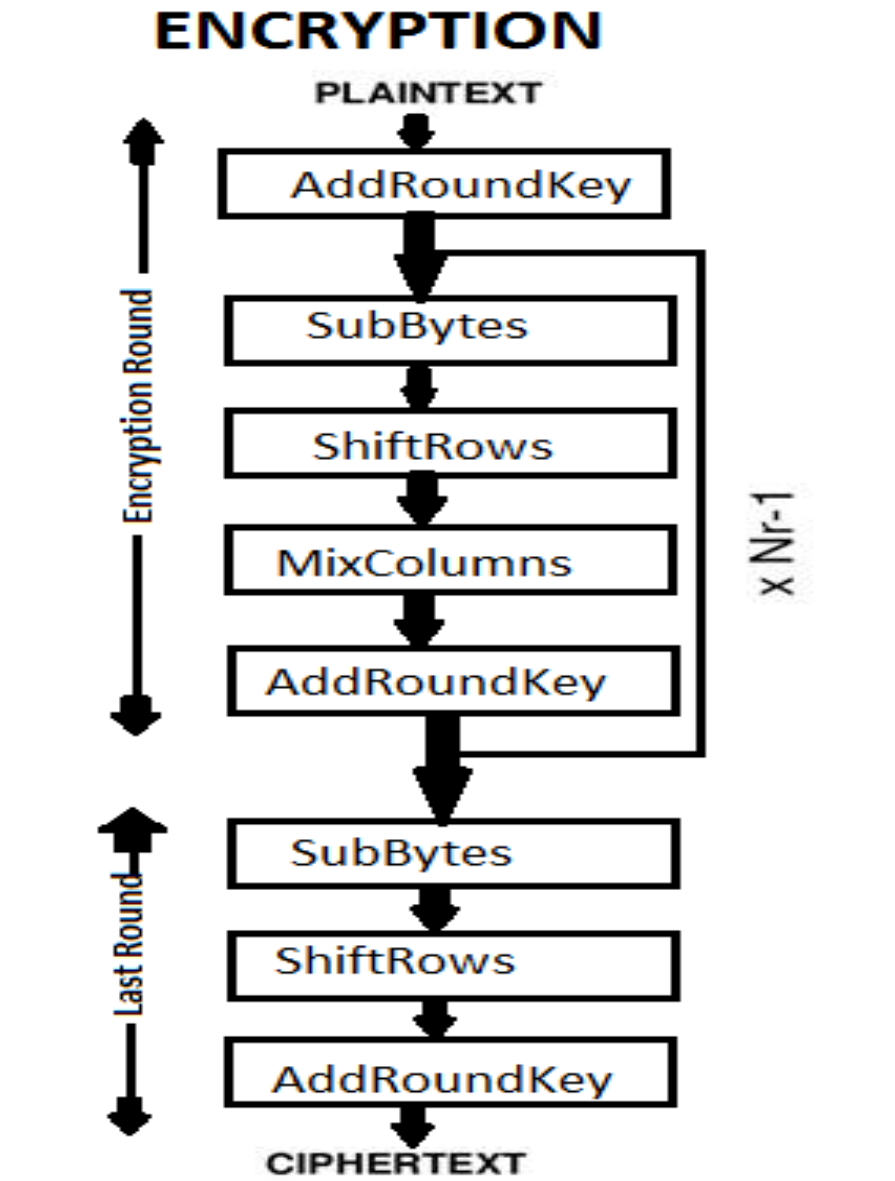 ENCRYPTION
PLAINTEXT
AddRoundKey
SubBytes
ShiftRows
MixColumns
AddRoundKey
Encryption Round
x Nr-1
SubBytes
ShiftRows
AddRoundKey
Last Round
CIPHERTEXT